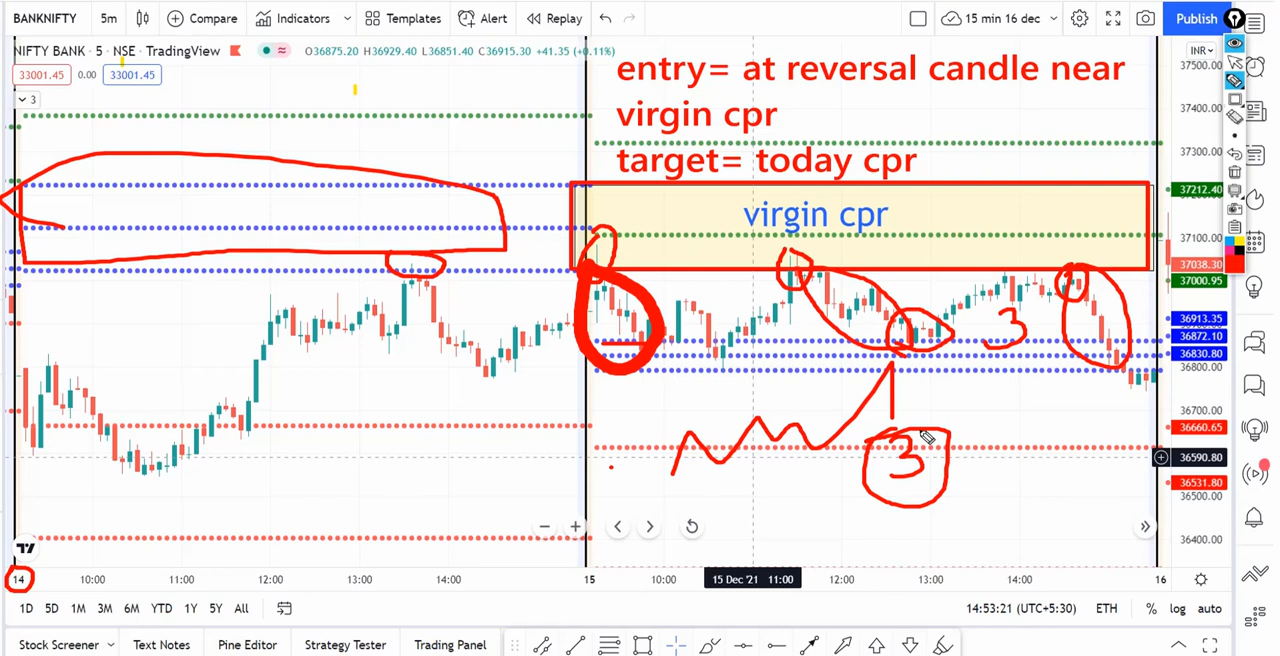 BANKNIFTY 5m Compare Indicators Templates Alert Replay 15 min 16 dec Publish
NIFTY BANK · 5 · NSE · TradingView O36875.20 H36929.40 L36851.40 C36915.30 +41.35 (+0.11%) INR
33001.45 0.00 33001.45
3
entry= at reversal candle near
virgin cpr
target= today cpr
virgin cpr
3
3
37500.00
37400.00
37300.00
37212.40
37100.00
37038.30
37000.95
36913.35
36872.10
36830.80
36800.00
36700.00
36660.65
36590.80
36531.80
36500.00
36400.00
14 10:00 11:00 12:00 13:00 14:00 15 10:00 15 Dec '21 11:00 12:00 13:00 14:00 16
1D 5D 1M 3M 6M YTD 1Y 5Y All 14:53:21 (UTC+5:30) ETH % log auto
Stock Screener Text Notes Pine Editor Strategy Tester Trading Panel